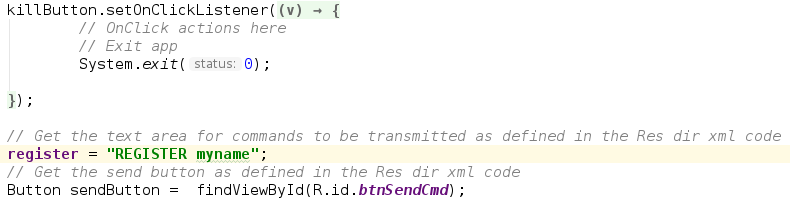 killButton.setOnClickListener((v) → {
// OnClick actions here
// Exit app
System.exit( status: 0);
});
// Get the text area for commands to be transmitted as defined in the Res dir xml code
register = "REGISTER myname";
// Get the send button as defined in the Res dir xml code
Button sendButton =  findViewById(R.id.btnSendCmd);